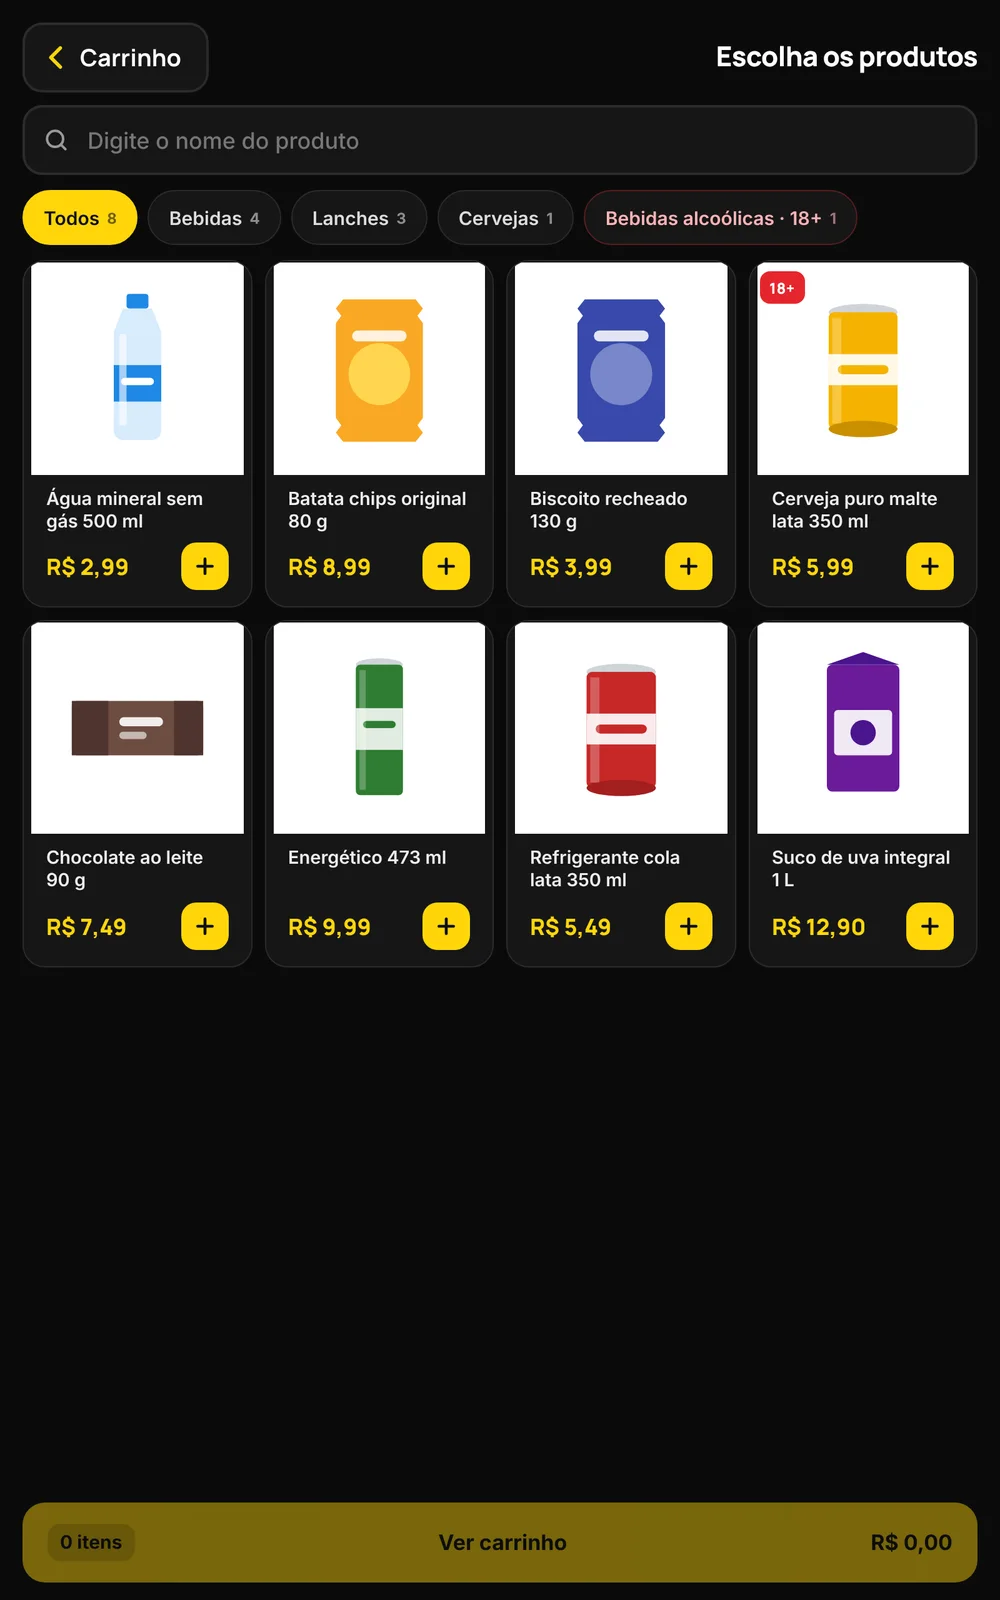 Carrinho
Escolha os produtos
Digite o nome do produto
Todos 8
Bebidas 4
Lanches 3
Cervejas 1
Bebidas alcoólicas · 18+ 1
18+
Água mineral sem
gás 500 ml
R$ 2,99
Batata chips original
80 g
R$ 8,99
Biscoito recheado
130 g
R$ 3,99
Cerveja puro malte
lata 350 ml
R$ 5,99
Chocolate ao leite
90 g
R$ 7,49
Energético 473 ml
R$ 9,99
Refrigerante cola
lata 350 ml
R$ 5,49
Suco de uva integral
1 L
R$ 12,90
0 itens
Ver carrinho
R$ 0,00